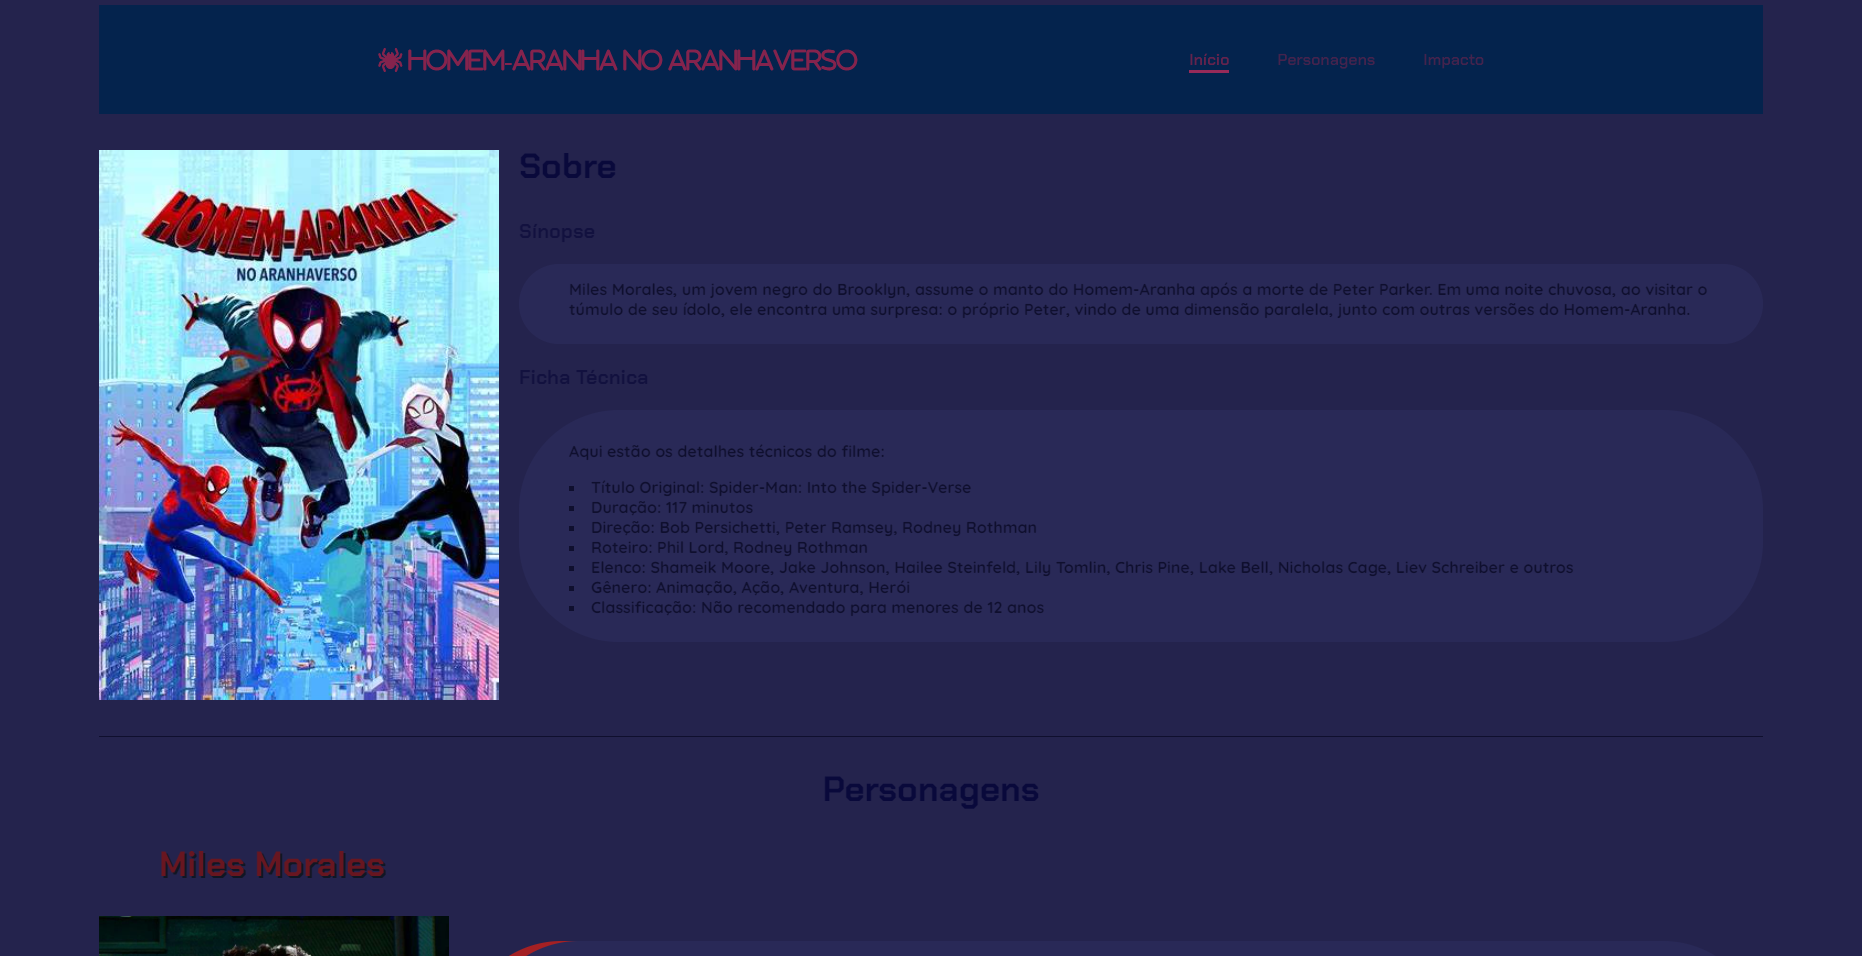 HOMEM-ARANHA NO ARANHAVERSO
Início Personagens Impacto
HOMEM-ARANHA
NO ARANHAVERSO
Sobre
Sínopse
Miles Morales, um jovem negro do Brooklyn, assume o manto do Homem-Aranha após a morte de Peter Parker. Em uma noite chuvosa, ao visitar o
túmulo de seu ídolo, ele encontra uma surpresa: o próprio Peter, vindo de uma dimensão paralela, junto com outras versões do Homem-Aranha.
Ficha Técnica
Aqui estão os detalhes técnicos do filme:
Título Original: Spider-Man: Into the Spider-Verse
Duração: 117 minutos
Direção: Bob Persichetti, Peter Ramsey, Rodney Rothman
Roteiro: Phil Lord, Rodney Rothman
Elenco: Shameik Moore, Jake Johnson, Hailee Steinfeld, Lily Tomlin, Chris Pine, Lake Bell, Nicholas Cage, Liev Schreiber e outros
Gênero: Animação, Ação, Aventura, Herói
Classificação: Não recomendado para menores de 12 anos
Personagens
Miles Morales